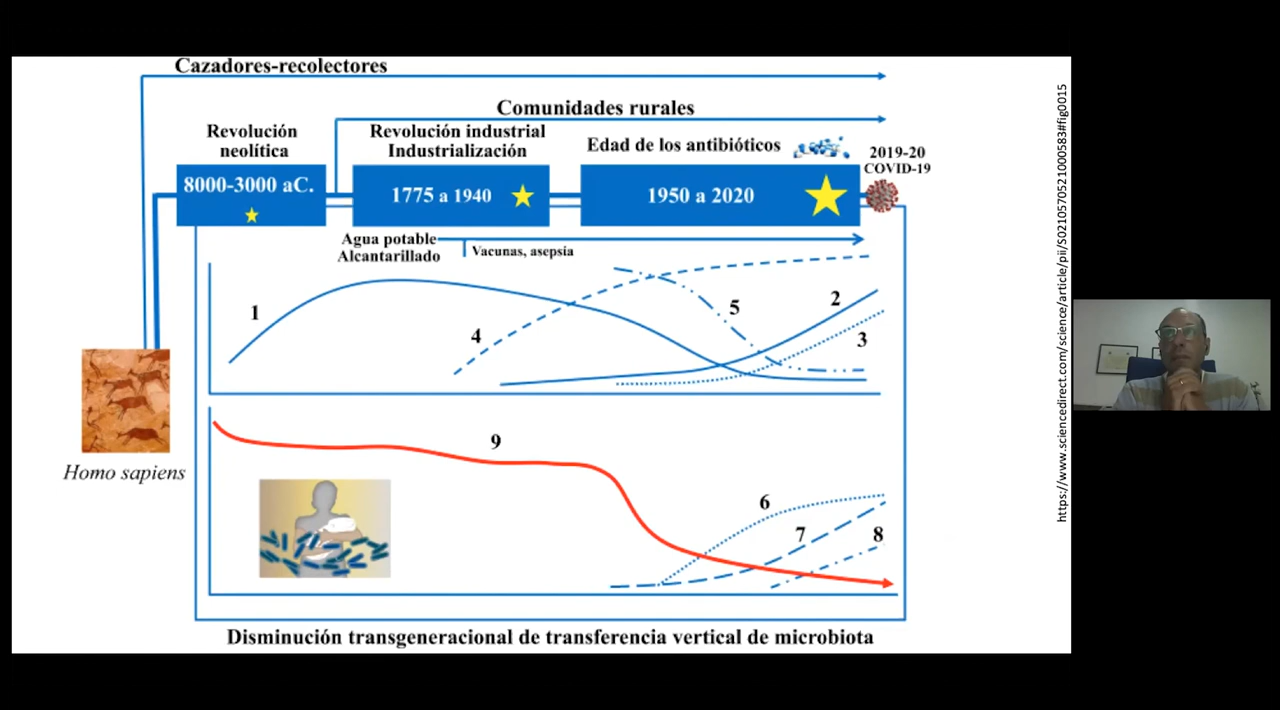 Cazadores-recolectores
Comunidades rurales
Revolución
neolítica
Revolución industrial
Industrialización
Edad de los antibióticos
2019-20
COVID-19
8000-3000 aC.
1775 a 1940
1950 a 2020
Agua potable
Alcantarillado
Vacunas, asepsia
1
2
3
4
5
Homo sapiens
9
6
7
8
Disminución transgeneracional de transferencia vertical de microbiota
https://www.sciencedirect.com/science/article/pii/S0210570521000583#fig0015